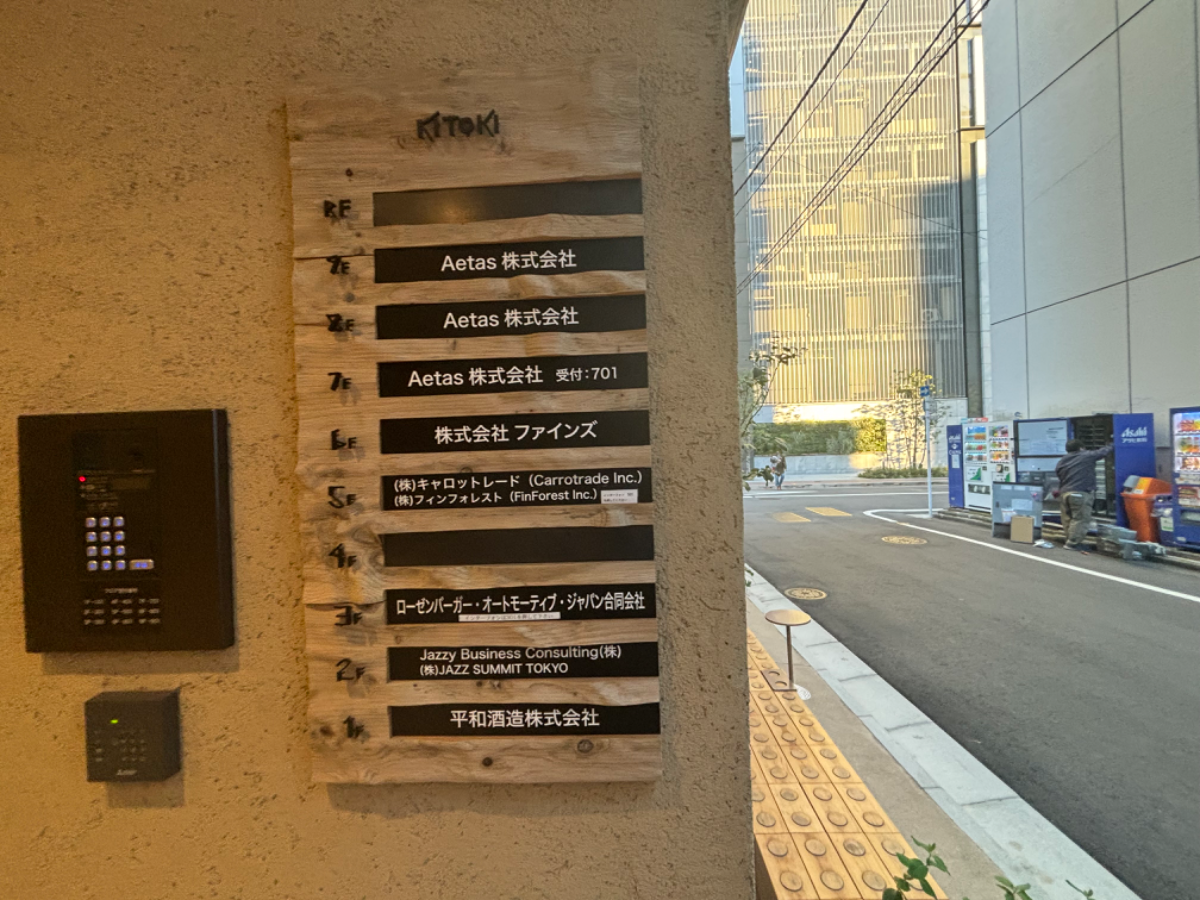 KiTOKi
RF
9F
Aetas 株式会社
8F
Aetas 株式会社
7F
Aetas 株式会社 受付：701
6F
株式会社 ファインズ
5F
(株)キャロットレード（Carrotrade Inc.）
(株)フィンフォレスト（FinForest Inc.）
4F
3F
ローゼンバーガー・オートモーティブ・ジャパン合同会社
2F
Jazzy Business Consulting(株)
(株)JAZZ SUMMIT TOKYO
1F
平和酒造株式会社
Asahi